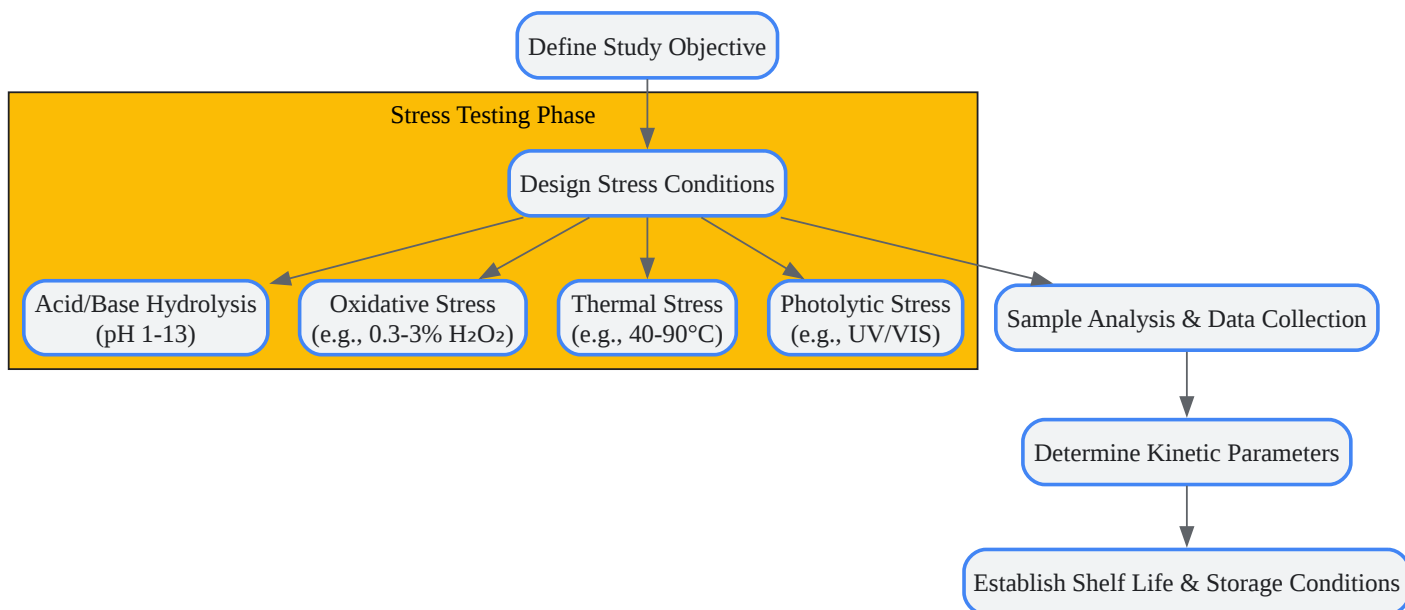 Define Study Objective
Stress Testing Phase
Design Stress Conditions
Acid/Base Hydrolysis
(pH 1-13)
Oxidative Stress
(e.g., 0.3-3% H₂O₂)
Thermal Stress
(e.g., 40-90°C)
Photolytic Stress
(e.g., UV/VIS)
Sample Analysis & Data Collection
Determine Kinetic Parameters
Establish Shelf Life & Storage Conditions